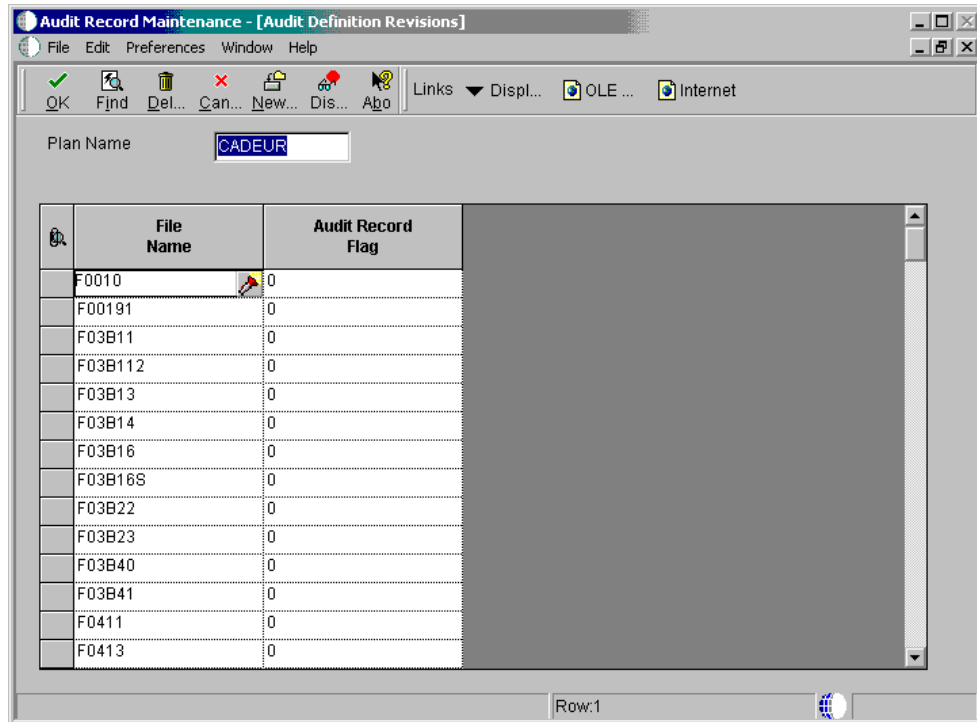 Audit Record Maintenance - [Audit Definition Revisions]
File Edit Preferences Window Help
OK Find Del... Can... New... Dis... Abo Links Displ... OLE ... Internet
Plan Name CADEUR
File Name Audit Record Flag
F0010 0
F00191 0
F03B11 0
F03B112 0
F03B13 0
F03B14 0
F03B16 0
F03B16S 0
F03B22 0
F03B23 0
F03B40 0
F03B41 0
F0411 0
F0413 0
Row:1